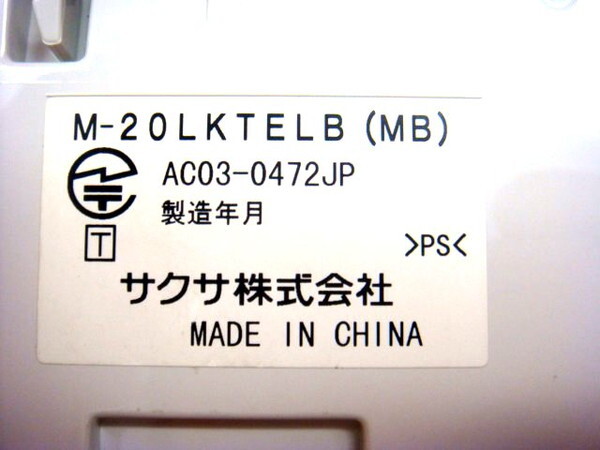 M-20LKTELB(MB)
AC03-0472JP
製造年月
T
>PS<
サクサ株式会社
MADE IN CHINA